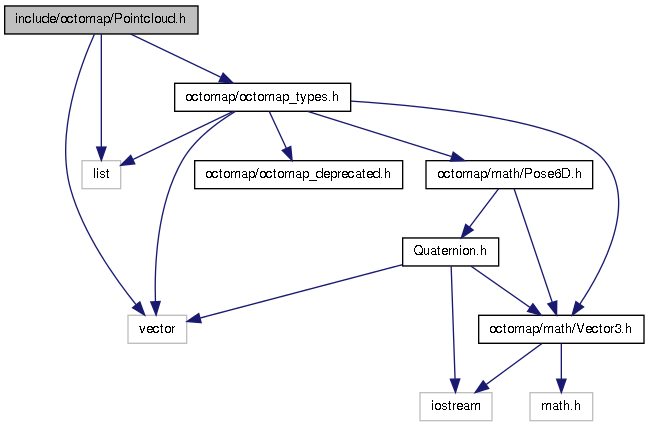 include/octomap/Pointcloud.h
octomap/octomap_types.h
list
octomap/octomap_deprecated.h
octomap/math/Pose6D.h
Quaternion.h
vector
octomap/math/Vector3.h
iostream
math.h